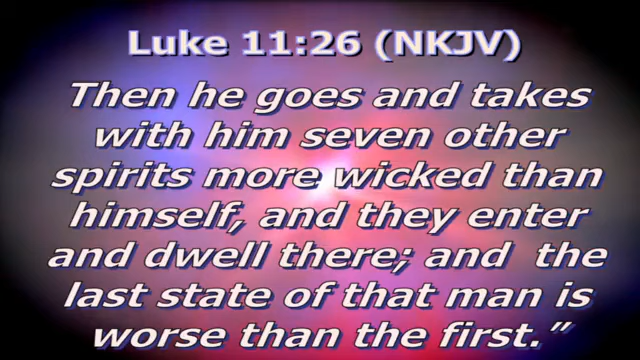 Luke 11:26 (NKJV)
Then he goes and takes
with him seven other
spirits more wicked than
himself, and they enter
and dwell there; and  the
last state of that man is
worse than the first.”